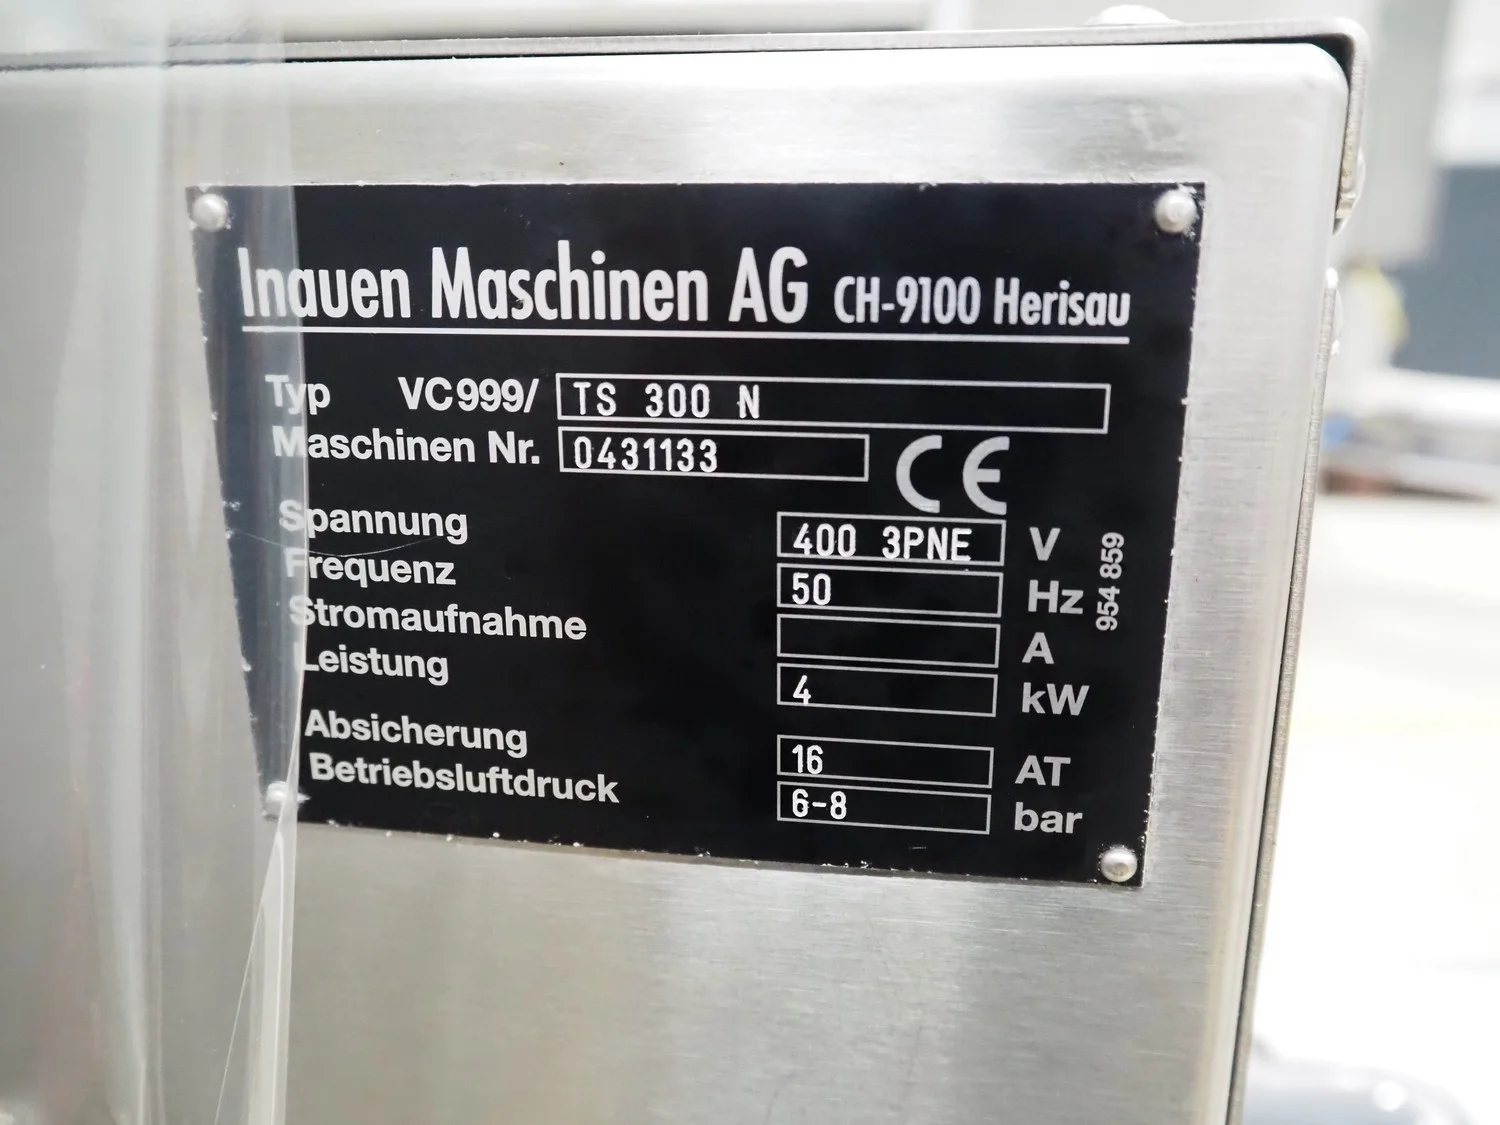 Inauen Maschinen AG CH-9100 Herisau
Typ VC999/ TS 300 N
Maschinen Nr. 0431133
CE
Spannung 400 3PNE V
Frequenz 50 Hz
Stromaufnahme A
Leistung 4 kW
Absicherung 16 AT
Betriebsluftdruck 6-8 bar
954 859